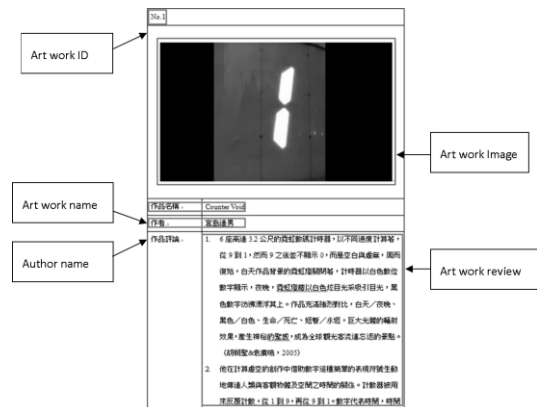 No.1
Art work ID
Art work Image
Art work name
作品名稱 Counter Void
作者 宮島達男
Author name
作品評論
Art work review
1. 6 座高達 3.2 公尺的霓虹數碼計時器，以不同速度計算著，
從 9 到 1，然而 9 之後並不顯示 0，而是空白與虛無，周而
復始，白天作品背景的霓虹燈關閉著，計時器以白色數位
數字顯示，夜晚，霓虹燈 以白色炫目光采吸引目光，黑
色數字彷彿漂浮其上。作品充滿強烈對比，白天／夜晚、
黑色／白色、生命／死亡、短暫／永恆，巨大光體的輻射
效果，產生神秘的 ，成為全球觀光客流連忘返的景點。
2005）
2. 他在計算虛空的創作中借助數字這種簡單的表現符號生動
地傳達人類與客觀物體及空間之時間的關係。計數器被用
來反覆計數，從 1 到 9，再從 9 到 1。數字代表時間，時間